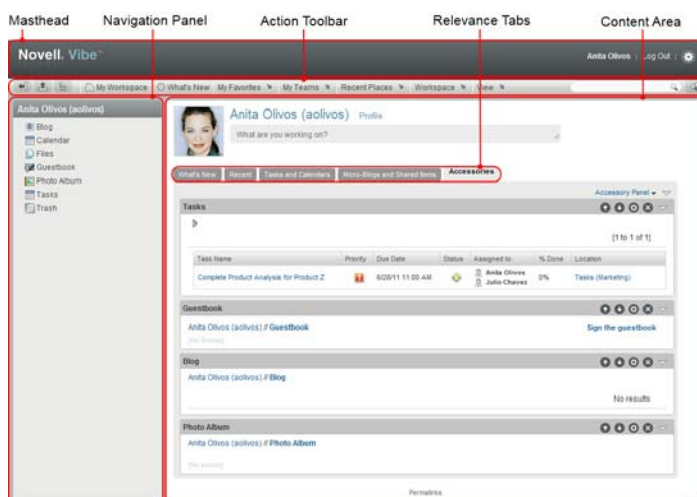 Masthead Navigation Panel Action Toolbar Relevance Tabs Content Area
Novell. Vibe™
Anita Olivos Log Out
My Workspace What's New My Favorites My Teams Recent Places Workspace View
Anita Olivos (aolivos)
Blog
Calendar
Files
Guestbook
Photo Album
Tasks
Trash
Anita Olivos (aolivos) Profile
What are you working on?
What's New Recent Tasks and Calendars Micro-Blogs and Shared Items Accessories
Accessory Panel
Tasks
[1 to 1 of 1]
Task Name Priority Due Date Status Assigned to % Done Location
Complete Product Analysis for Product Z 6/28/11 11:00 AM Anita Olivos 0% Tasks (Marketing)
Julio Chavez
Guestbook
Anita Olivos (aolivos) // Guestbook Sign the guestbook
[No Entries]
Blog
Anita Olivos (aolivos) // Blog
No results
Photo Album
Anita Olivos (aolivos) // Photo Album
[No Entries]
Permalinks